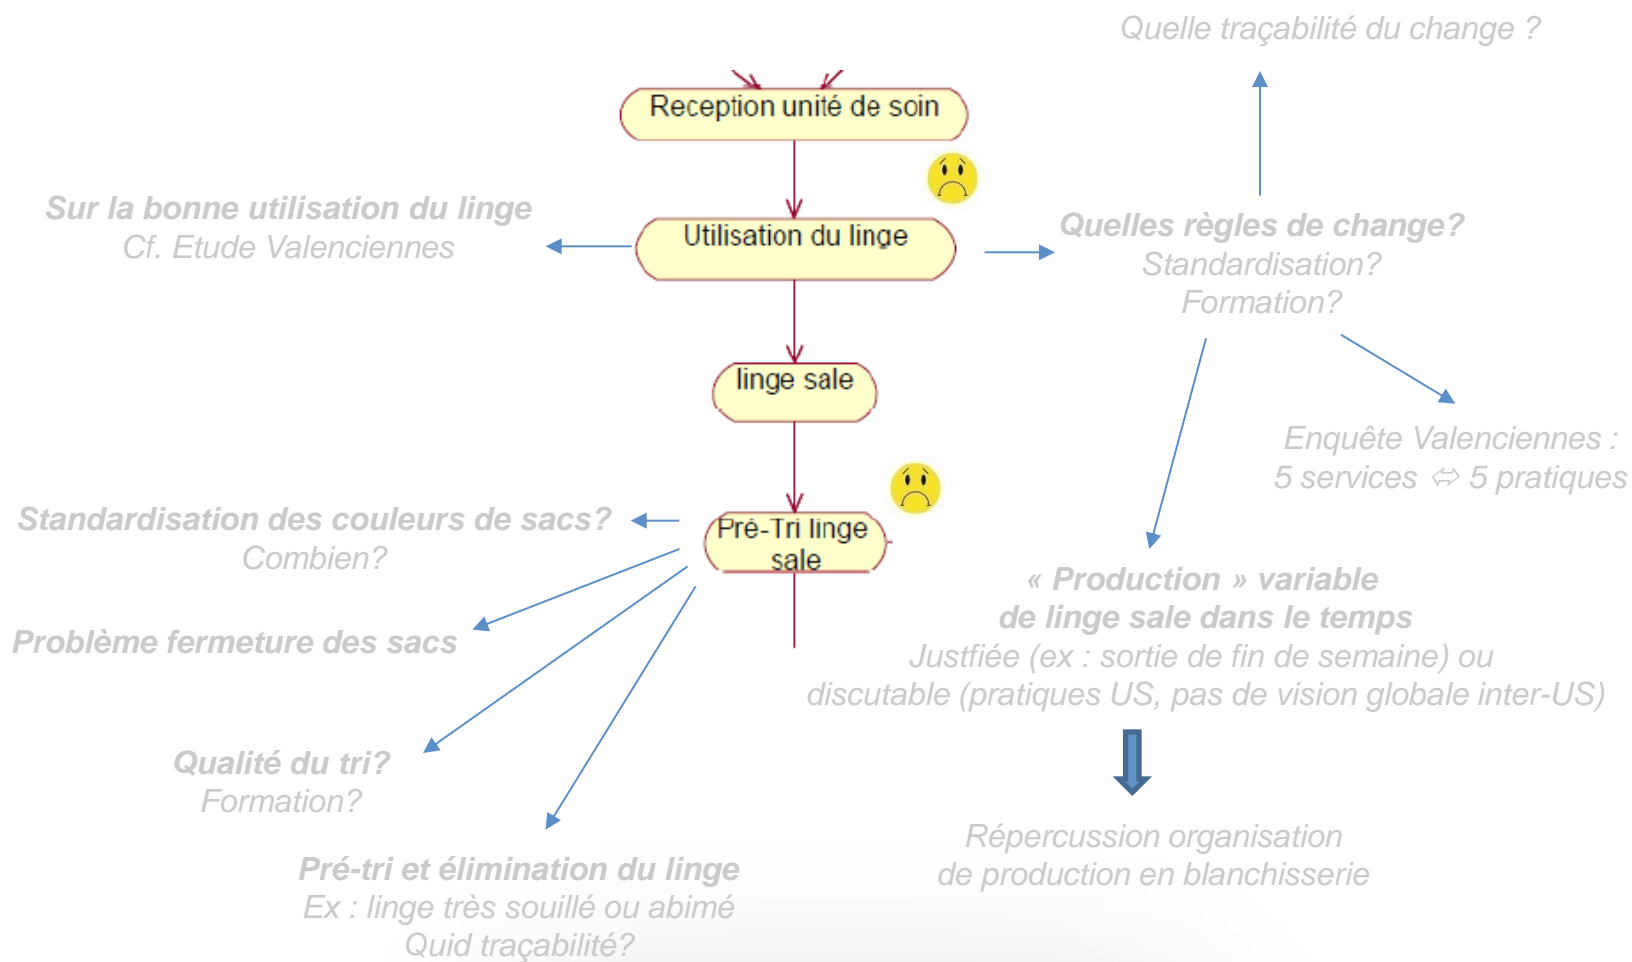 Quelle traçabilité du change ?
Reception unité de soin
Sur la bonne utilisation du linge
Cf. Etude Valenciennes
Utilisation du linge
Quelles règles de change?
Standardisation?
Formation?
linge sale
Enquête Valenciennes :
5 services ⇔ 5 pratiques
Standardisation des couleurs de sacs?
Combien?
Pré-Tri linge
sale
Problème fermeture des sacs
« Production » variable
de linge sale dans le temps
Justfiée (ex : sortie de fin de semaine) ou
discutable (pratiques US, pas de vision globale inter-US)
Qualité du tri?
Formation?
Répercussion organisation
de production en blanchisserie
Pré-tri et élimination du linge
Ex : linge très souillé ou abimé
Quid traçabilité?